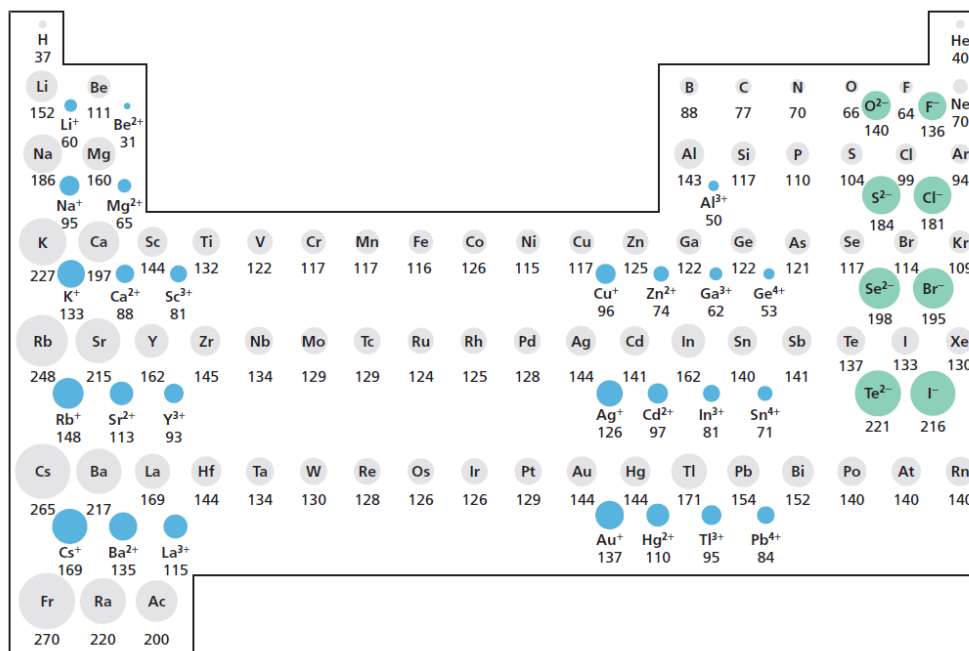 H He
37 40
Li Be B C N O F Ne
152 111 88 77 70 66 O²⁻ 64 F⁻ 70
Li⁺ Be²⁺ 140 136
60 31
Na Mg Al Si P S Cl Ar
186 160 143 117 110 104 99 94
Na⁺ Mg²⁺ Al³⁺ S²⁻ Cl⁻
95 65 50 184 181
K Ca Sc Ti V Cr Mn Fe Co Ni Cu Zn Ga Ge As Se Br Kr
227 197 144 132 122 117 117 116 126 115 117 125 122 122 121 117 114 109
K⁺ Ca²⁺ Sc³⁺ Cu⁺ Zn²⁺ Ga³⁺ Ge⁴⁺ Se²⁻ Br⁻
133 88 81 96 74 62 53 198 195
Rb Sr Y Zr Nb Mo Tc Ru Rh Pd Ag Cd In Sn Sb Te I Xe
248 215 162 145 134 129 129 124 125 128 144 141 162 140 141 137 133 130
Rb⁺ Sr²⁺ Y³⁺ Ag⁺ Cd²⁺ In³⁺ Sn⁴⁺ Te²⁻ I⁻
148 113 93 126 97 81 71 221 216
Cs Ba La Hf Ta W Re Os Ir Pt Au Hg Tl Pb Bi Po At Rn
265 217 169 144 134 130 128 126 126 129 144 144 171 154 152 140 140 140
Cs⁺ Ba²⁺ La³⁺ Au⁺ Hg²⁺ Tl³⁺ Pb⁴⁺
169 135 115 137 110 95 84
Fr Ra Ac
270 220 200